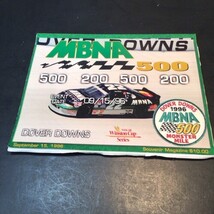 DOVER DOWNS
MBNA
500
500 200 500 200
09/15/96
DOVER DOWNS
Winston Cup
Series
DOVER DOWNS
1996
MBNA
500
MONSTER
MILE
September 15, 1996
Souvenir Magazine $10.00